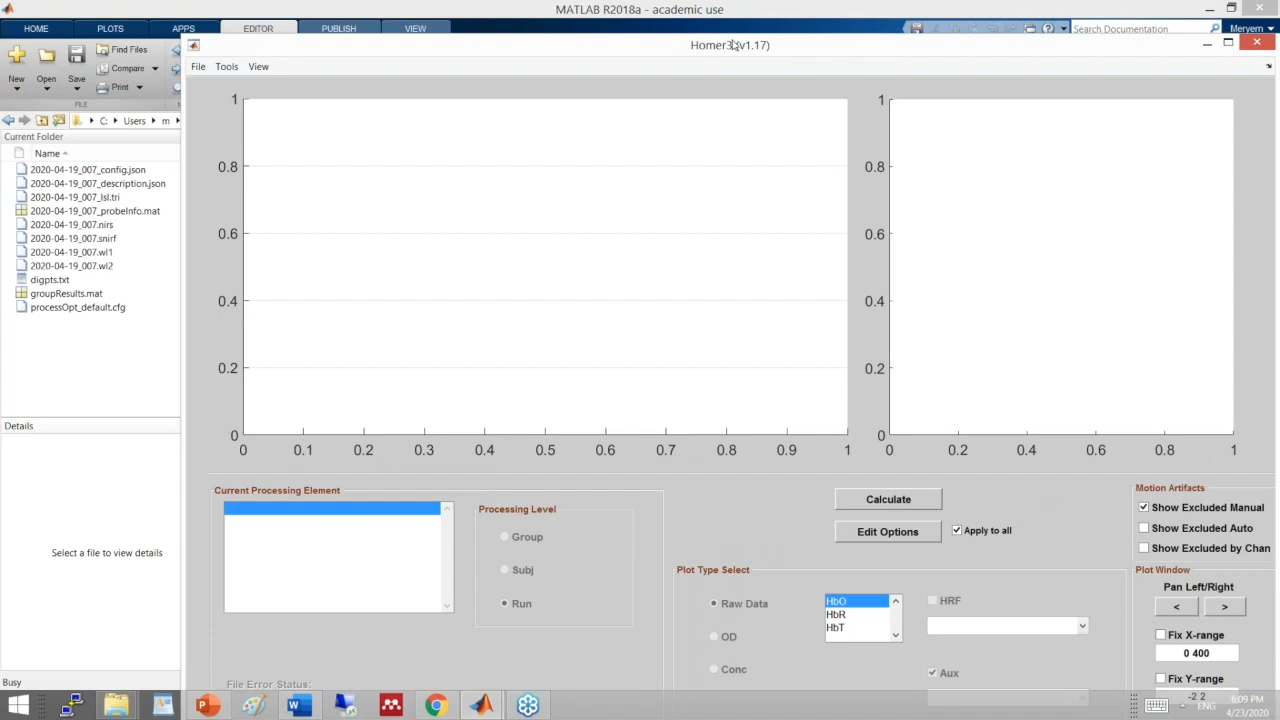 MATLAB R2018a - academic use
HOME PLOTS APPS EDITOR PUBLISH VIEW Search Documentation Meryem
Homer3(v1.17)
New Open Save Find Files Compare Print
FILE
File Tools View
C: Users m
Current Folder
Name
2020-04-19_007_config.json
2020-04-19_007_description.json
2020-04-19_007_lsl.tri
2020-04-19_007_probeInfo.mat
2020-04-19_007.nirs
2020-04-19_007.snirf
2020-04-19_007.wl1
2020-04-19_007.wl2
digpts.txt
groupResults.mat
processOpt_default.cfg
Details
Select a file to view details
Busy
1
0.8
0.6
0.4
0.2
0
0 0.1 0.2 0.3 0.4 0.5 0.6 0.7 0.8 0.9 1
1
0.8
0.6
0.4
0.2
0
0 0.2 0.4 0.6 0.8 1
Current Processing Element
Processing Level
Group
Subj
Run
File Error Status:
Calculate
Edit Options Apply to all
Plot Type Select
Raw Data
OD
Conc
HbO
HbR
HbT
HRF
Aux
Motion Artifacts
Show Excluded Manual
Show Excluded Auto
Show Excluded by Chan
Plot Window
Pan Left/Right
< >
Fix X-range
0 400
Fix Y-range
-2 2
ENG
6:09 PM
4/23/2020